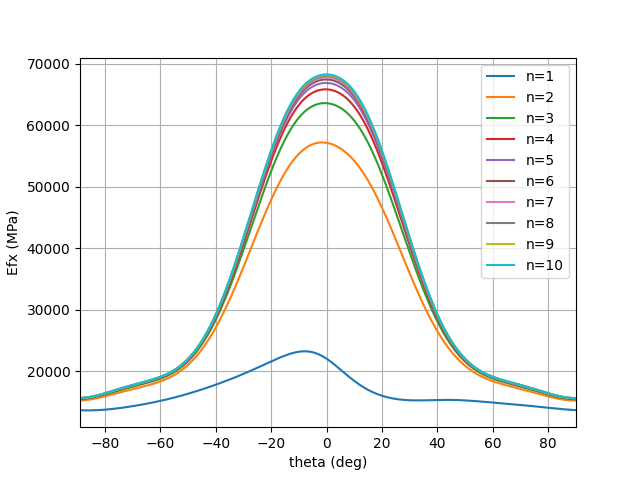 70000
60000
50000
40000
30000
20000
Efx (MPa)
−80 −60 −40 −20 0 20 40 60 80
theta (deg)
n=1
n=2
n=3
n=4
n=5
n=6
n=7
n=8
n=9
n=10